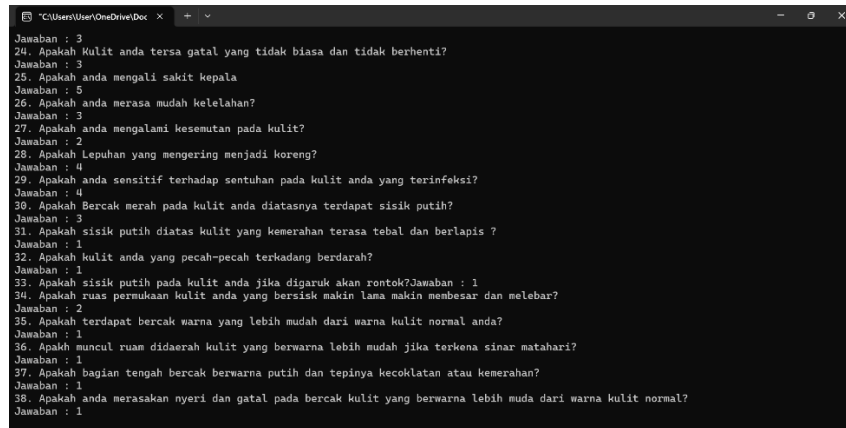 "C:\Users\User\OneDrive\Doc
Jawaban : 3
24. Apakah Kulit anda tersa gatal yang tidak biasa dan tidak berhenti?
Jawaban : 3
25. Apakah anda mengali sakit kepala
Jawaban : 5
26. Apakah anda merasa mudah kelelahan?
Jawaban : 3
27. Apakah anda mengalami kesemutan pada kulit?
Jawaban : 2
28. Apakah Lepuhan yang mengering menjadi koreng?
Jawaban : 4
29. Apakah anda sensitif terhadap sentuhan pada kulit anda yang terinfeksi?
Jawaban : 4
30. Apakah Bercak merah pada kulit anda diatasnya terdapat sisik putih?
Jawaban : 3
31. Apakah sisik putih diatas kulit yang kemerahan terasa tebal dan berlapis ?
Jawaban : 1
32. Apakah kulit anda yang pecah-pecah terkadang berdarah?
Jawaban : 1
33. Apakah sisik putih pada kulit anda jika digaruk akan rontok?Jawaban : 1
34. Apakah ruas permukaan kulit anda yang bersisk makin lama makin membesar dan melebar?
Jawaban : 2
35. Apakah terdapat bercak warna yang lebih mudah dari warna kulit normal anda?
Jawaban : 1
36. Apakh muncul ruam didaerah kulit yang berwarna lebih mudah jika terkena sinar matahari?
Jawaban : 1
37. Apakah bagian tengah bercak berwarna putih dan tepinya kecoklatan atau kemerahan?
Jawaban : 1
38. Apakah anda merasakan nyeri dan gatal pada bercak kulit yang berwarna lebih muda dari warna kulit normal?
Jawaban : 1